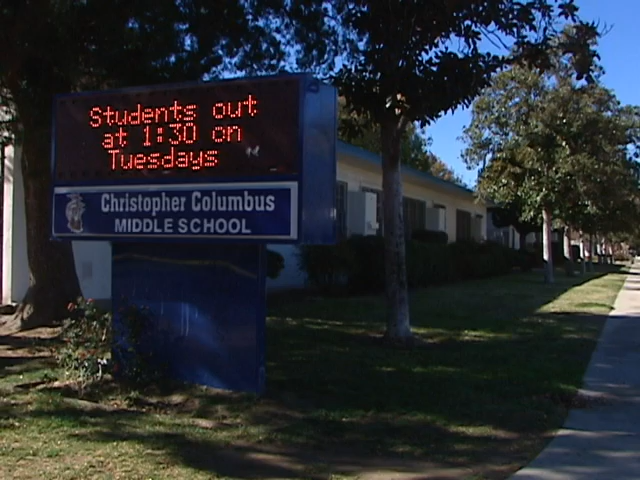 Students out
at 1:30 on
Tuesdays
Christopher Columbus
MIDDLE SCHOOL